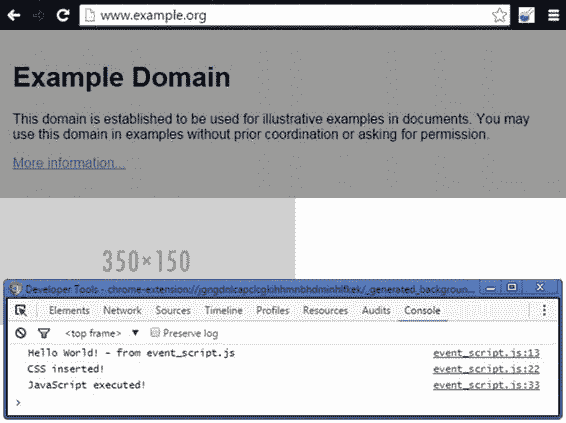 www.example.org
Example Domain
This domain is established to be used for illustrative examples in documents. You may
use this domain in examples without prior coordination or asking for permission.
More information...
350×150
Developer Tools -
Elements Network Sources Timeline Profiles Resources Audits Console
<top frame> Preserve log
Hello World! - from event_script.js event_script.js:13
CSS inserted! event_script.js:22
JavaScript executed! event_script.js:33